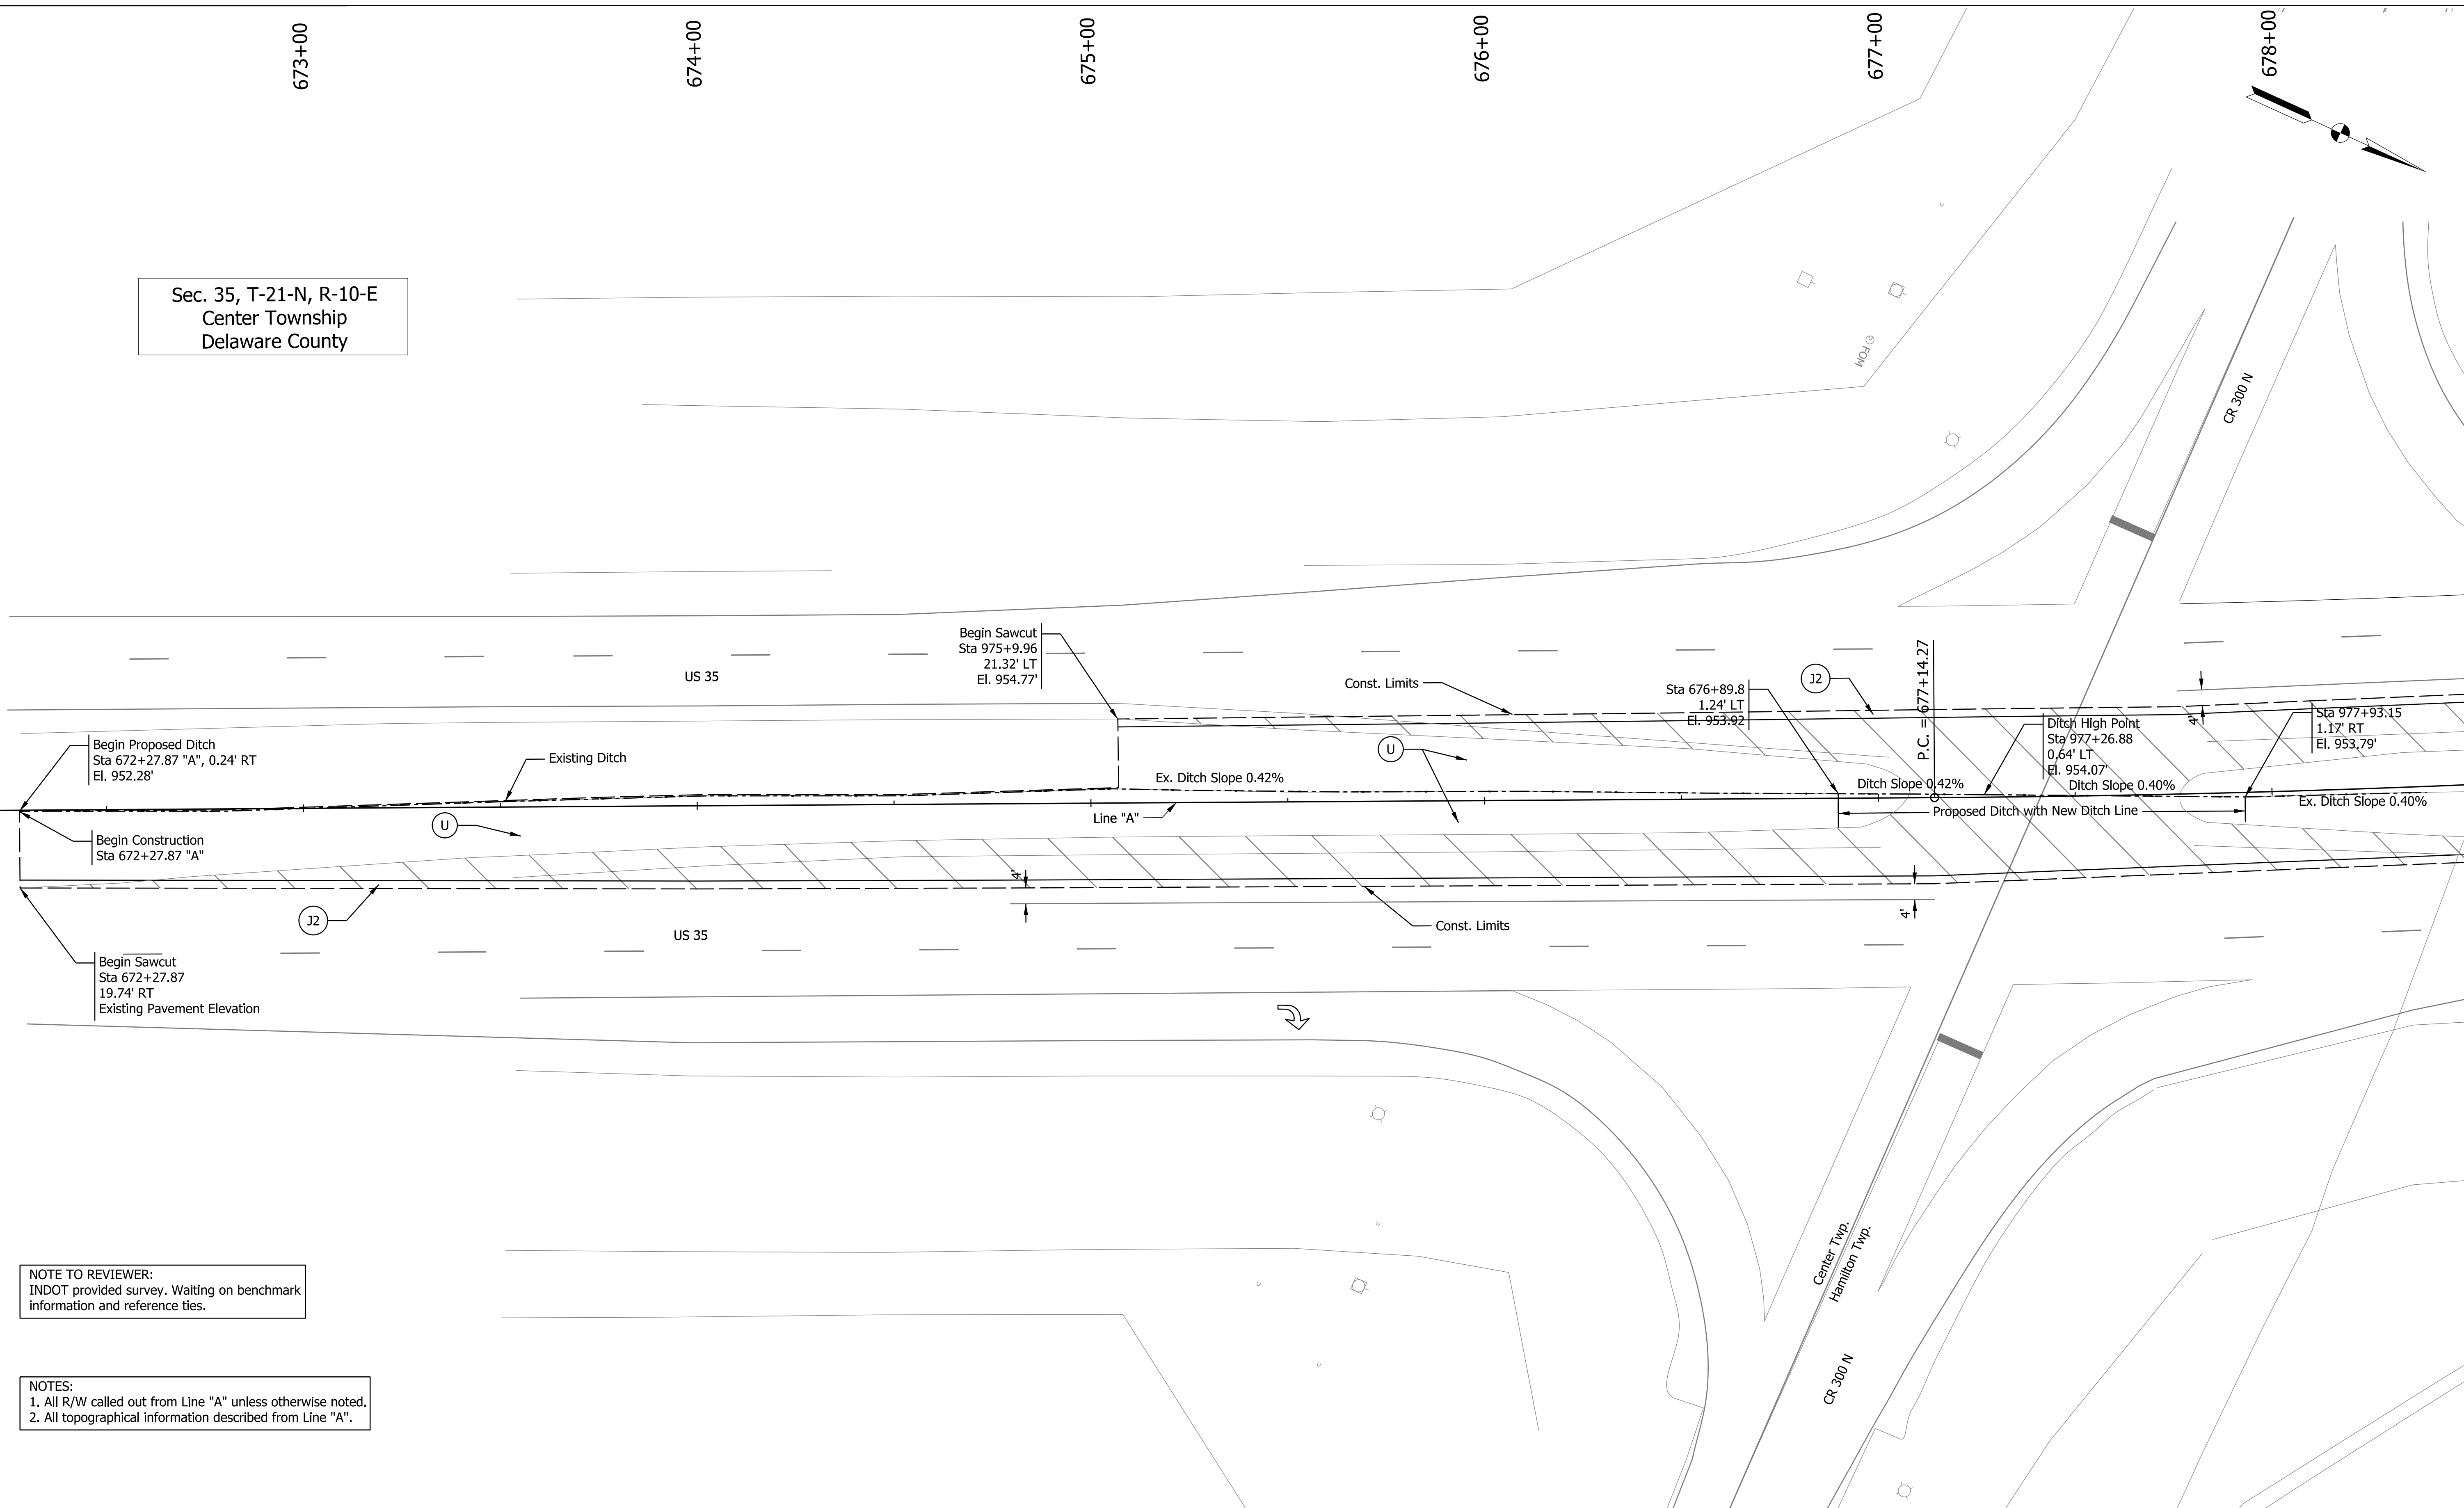 673+00
674+00
675+00
676+00
677+00
678+00
Sec. 35, T-21-N, R-10-E
Center Township
Delaware County
FOM
CR 300 N
Begin Sawcut
Sta 975+9.96
21.32' LT
El. 954.77'
US 35
Const. Limits
Sta 676+89.8
1.24' LT
El. 953.92
J2
P.C. = 677+14.27
Ditch High Point
Sta 977+26.88
0.64' LT
El. 954.07'
4'
Sta 977+93.15
1.17' RT
El. 953.79'
Begin Proposed Ditch
Sta 672+27.87 "A", 0.24' RT
El. 952.28'
Existing Ditch
U
Ex. Ditch Slope 0.42%
Ditch Slope 0.42%
Ditch Slope 0.40%
Ex. Ditch Slope 0.40%
Proposed Ditch with New Ditch Line
Line "A"
U
Begin Construction
Sta 672+27.87 "A"
4'
4'
J2
Const. Limits
US 35
Begin Sawcut
Sta 672+27.87
19.74' RT
Existing Pavement Elevation
Center Twp.
Hamilton Twp.
CR 300 N
NOTE TO REVIEWER:
INDOT provided survey. Waiting on benchmark
information and reference ties.
NOTES:
1. All R/W called out from Line "A" unless otherwise noted.
2. All topographical information described from Line "A".